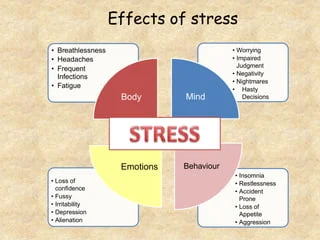 Effects of stress
• Breathlessness
• Headaches
• Frequent
Infections
• Fatigue
• Worrying
• Impaired
Judgment
• Negativity
• Nightmares
• Hasty
Decisions
Body
Mind
STRESS
Emotions
Behaviour
• Loss of
confidence
• Fussy
• Irritability
• Depression
• Alienation
• Insomnia
• Restlessness
• Accident
Prone
• Loss of
Appetite
• Aggression